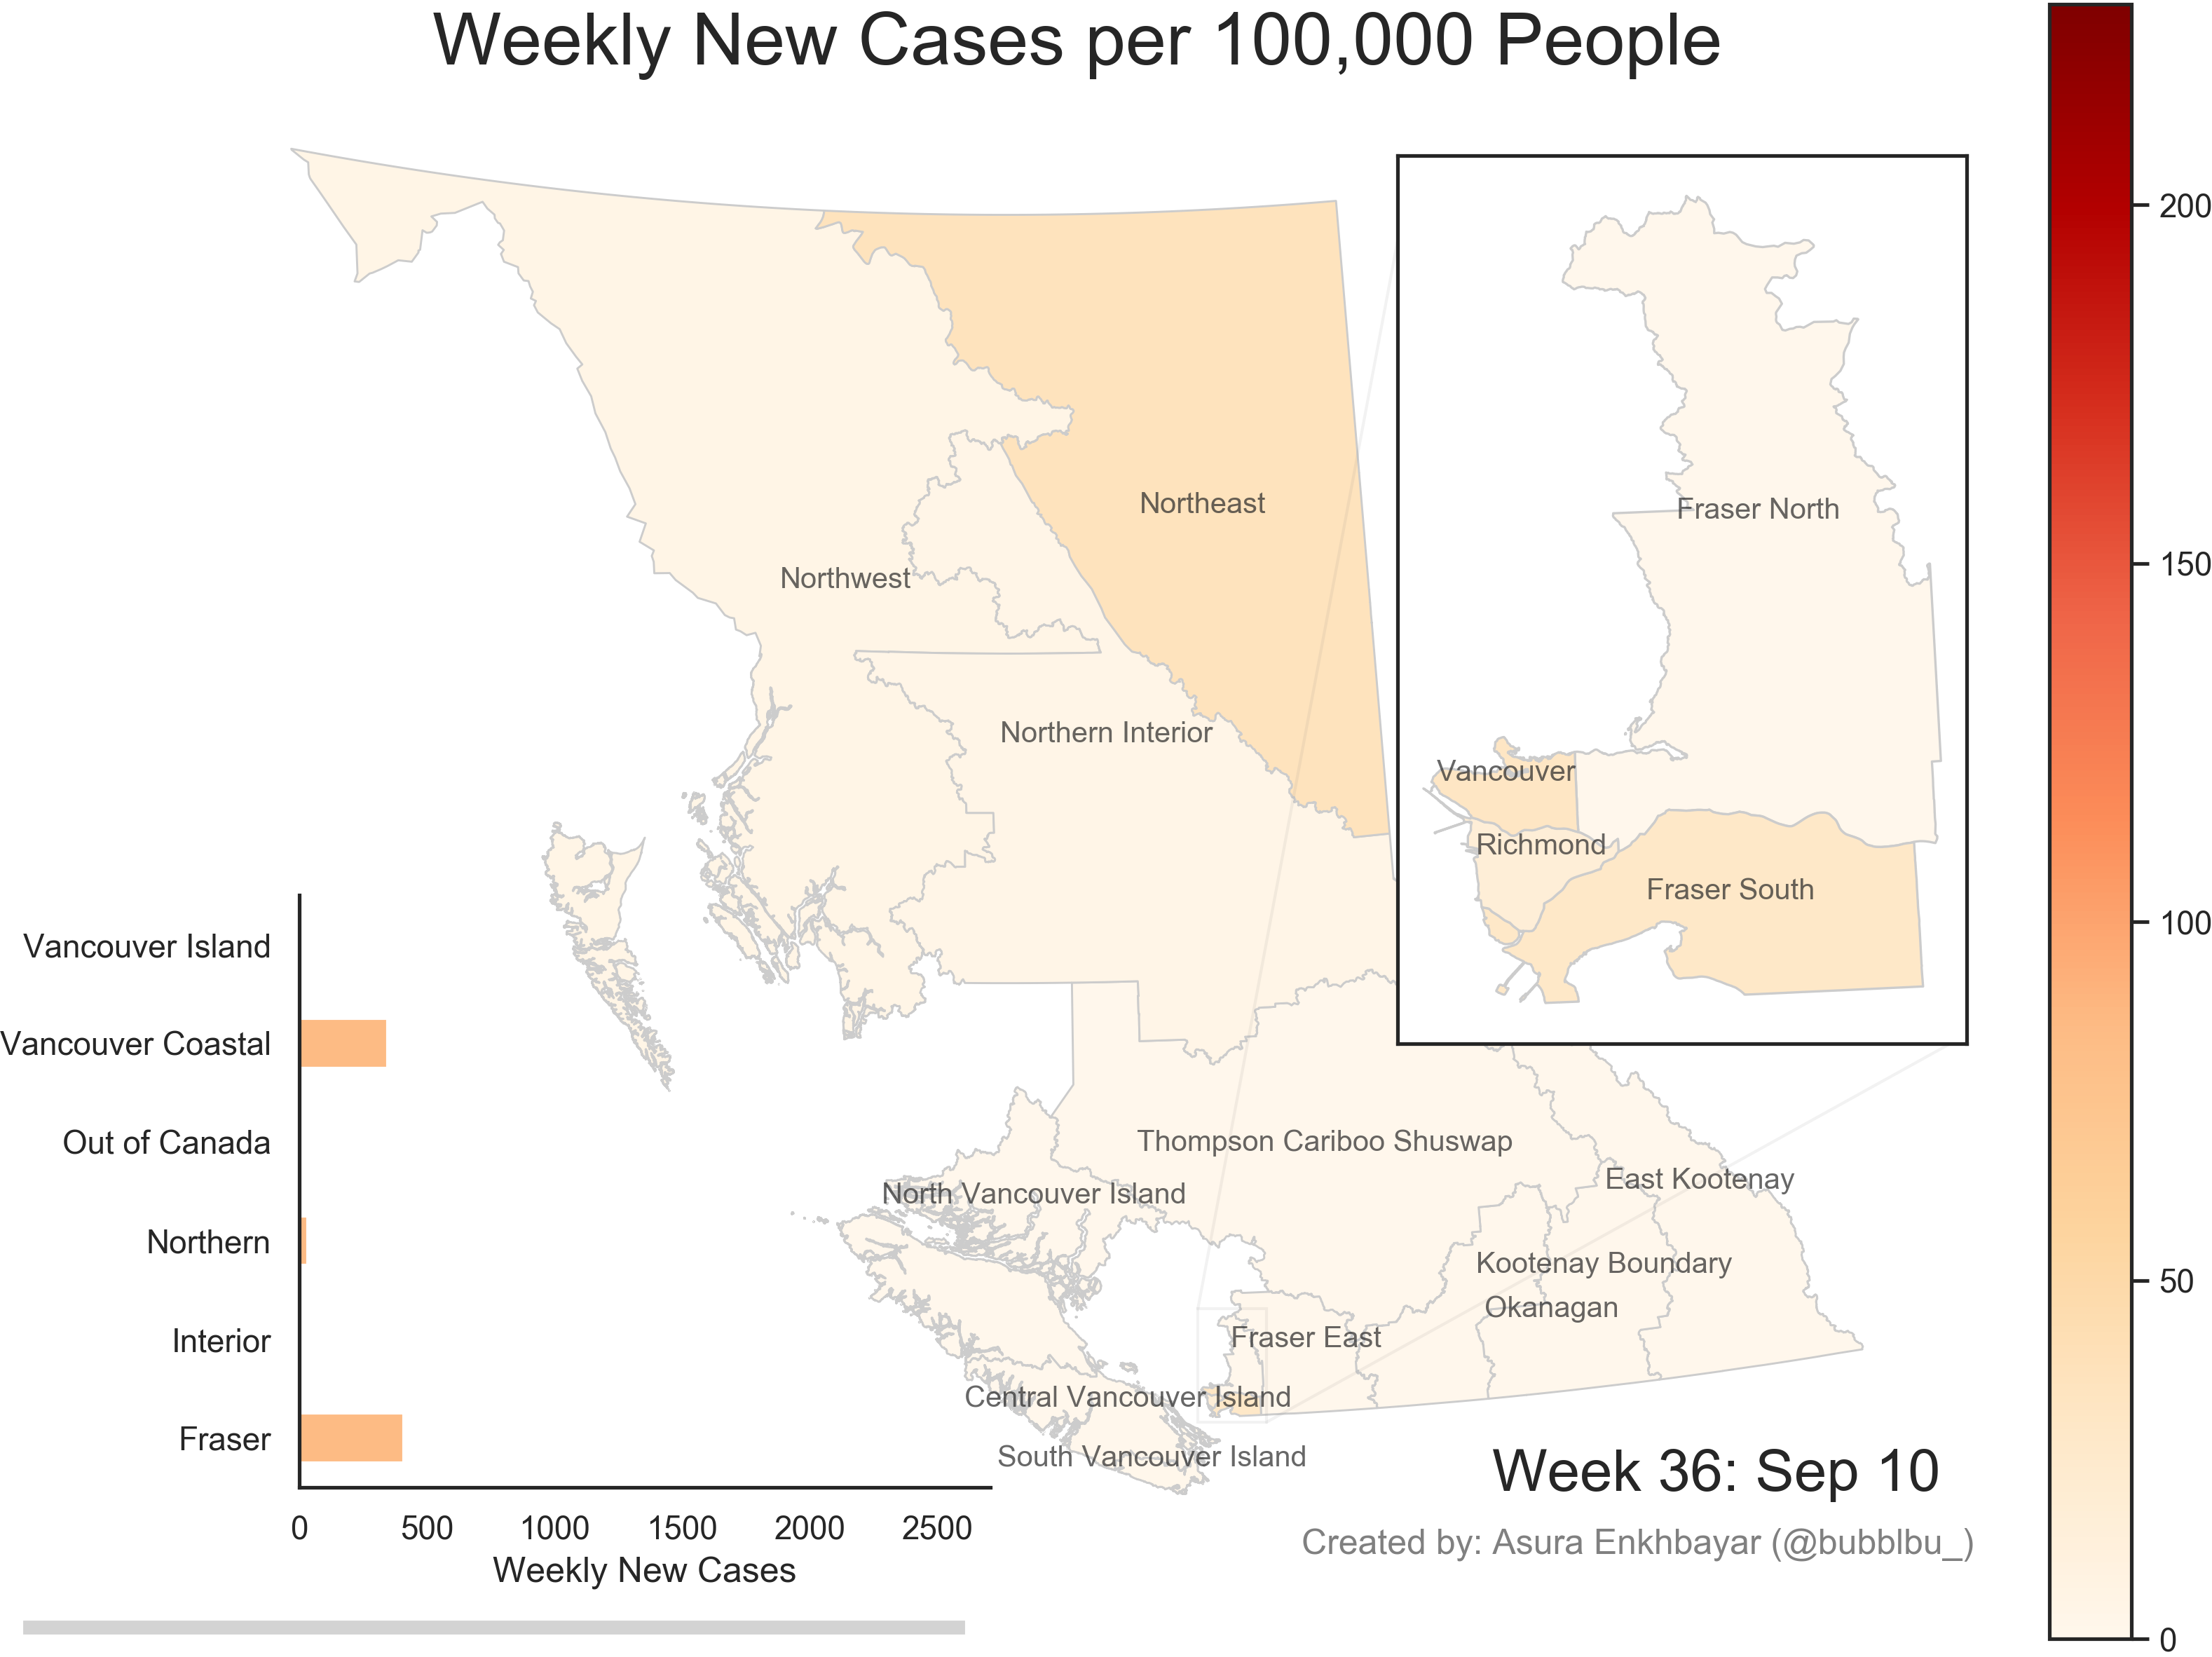 Weekly New Cases per 100,000 People
200
150
100
50
0
Northeast
Northwest
Northern Interior
Fraser North
Vancouver
Richmond
Fraser South
Thompson Cariboo Shuswap
East Kootenay
North Vancouver Island
Kootenay Boundary
Okanagan
Fraser East
Central Vancouver Island
South Vancouver Island
Vancouver Island
Vancouver Coastal
Out of Canada
Northern
Interior
Fraser
0 500 1000 1500 2000 2500
Weekly New Cases
Week 36: Sep 10
Created by: Asura Enkhbayar (@bubblbu_)